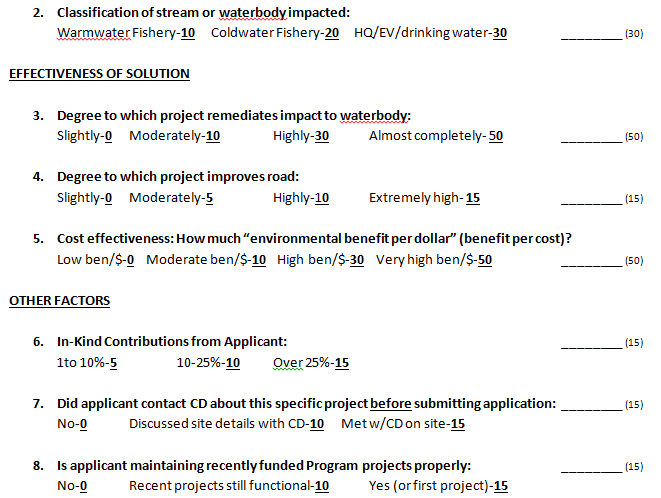 2. Classification of stream or waterbody impacted:
Warmwater Fishery-10 Coldwater Fishery-20 HQ/EV/drinking water-30 ________ (30)
EFFECTIVENESS OF SOLUTION
3. Degree to which project remediates impact to waterbody:
Slightly-0 Moderately-10 Highly-30 Almost completely- 50 ________ (50)
4. Degree to which project improves road:
Slightly-0 Moderately-5 Highly-10 Extremely high- 15 ________ (15)
5. Cost effectiveness: How much “environmental benefit per dollar” (benefit per cost)?
Low ben/$-0 Moderate ben/$-10 High ben/$-30 Very high ben/$-50 ________ (50)
OTHER FACTORS
6. In-Kind Contributions from Applicant: ________ (15)
1to 10%-5 10-25%-10 Over 25%-15
7. Did applicant contact CD about this specific project before submitting application: ________ (15)
No-0 Discussed site details with CD-10 Met w/CD on site-15
8. Is applicant maintaining recently funded Program projects properly: ________ (15)
No-0 Recent projects still functional-10 Yes (or first project)-15